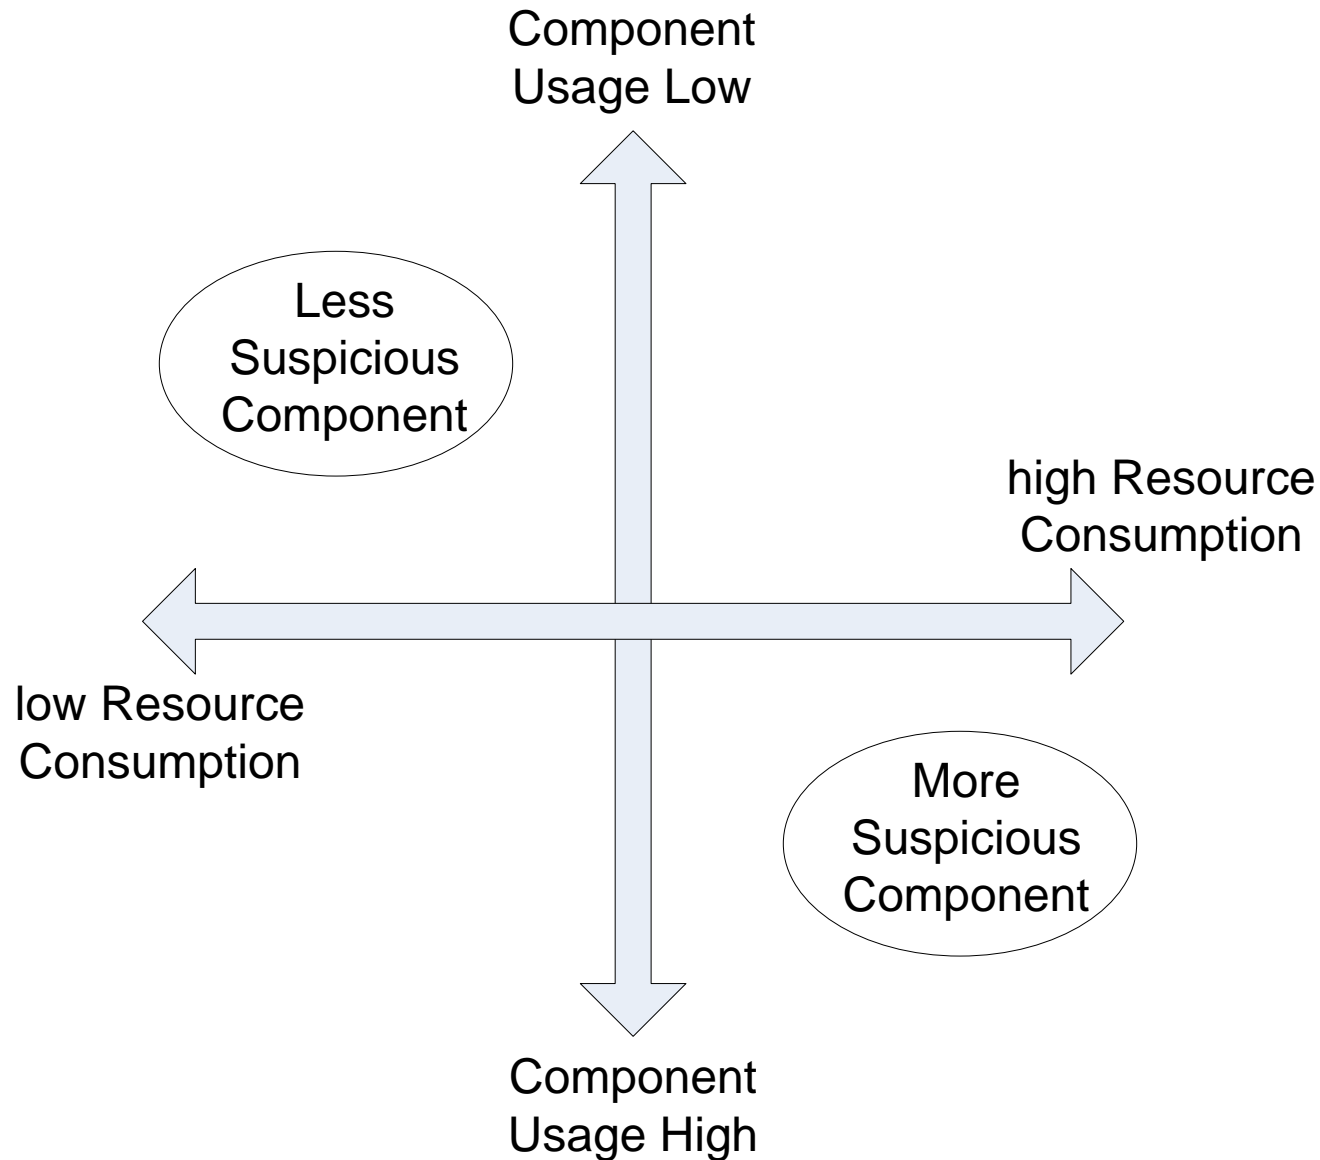 Component
Usage Low
Less
Suspicious
Component
high Resource
Consumption
low Resource
Consumption
More
Suspicious
Component
Component
Usage High